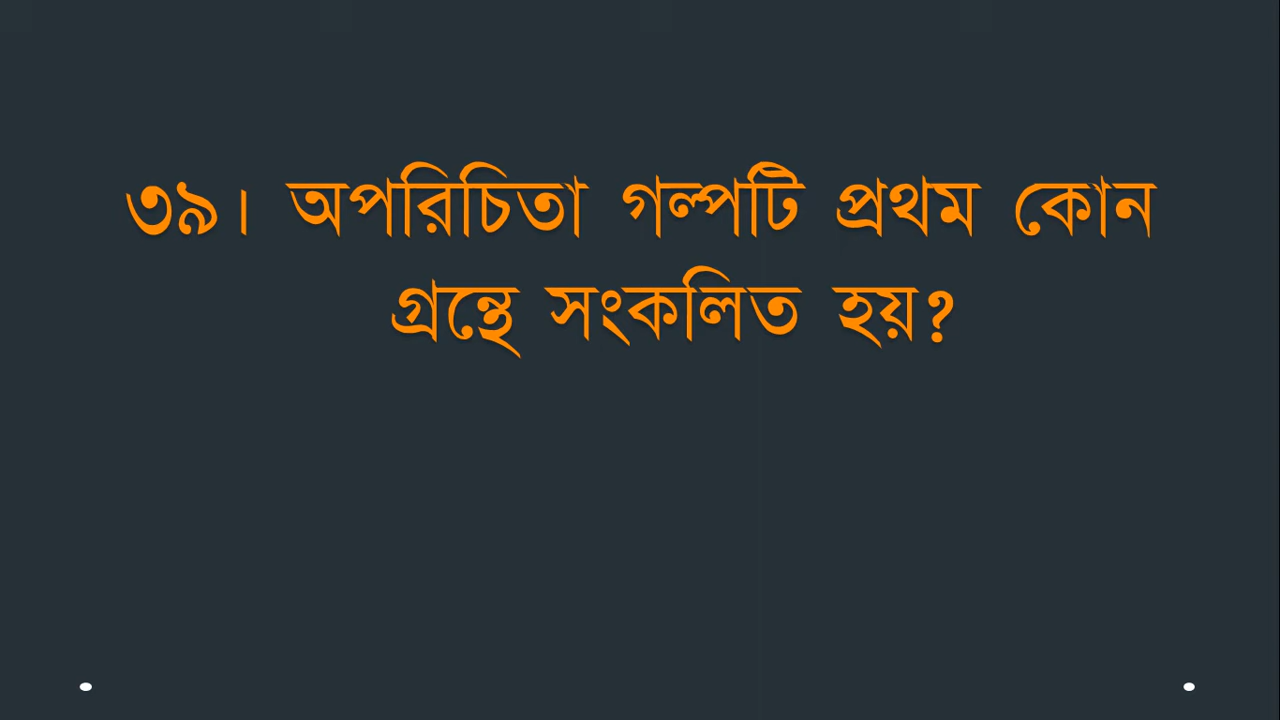 ৩৯। অপরিচিতা গল্পটি প্রথম কোন
গ্রন্থে সংকলিত হয়?